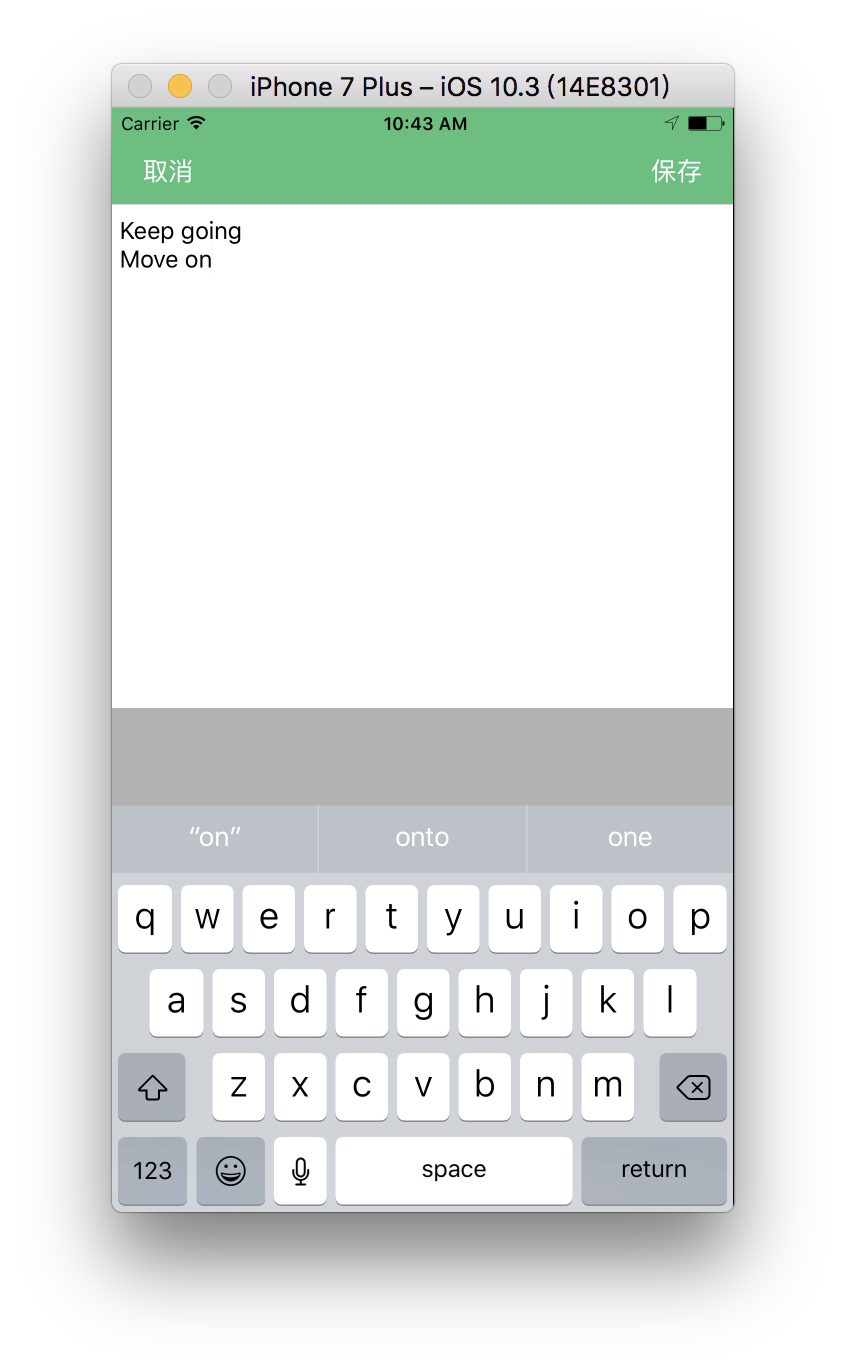 iPhone 7 Plus – iOS 10.3 (14E8301)
Carrier 10:43 AM
取消 保存
Keep going
Move on
“on” onto one
q w e r t y u i o p
a s d f g h j k l
z x c v b n m
123 space return